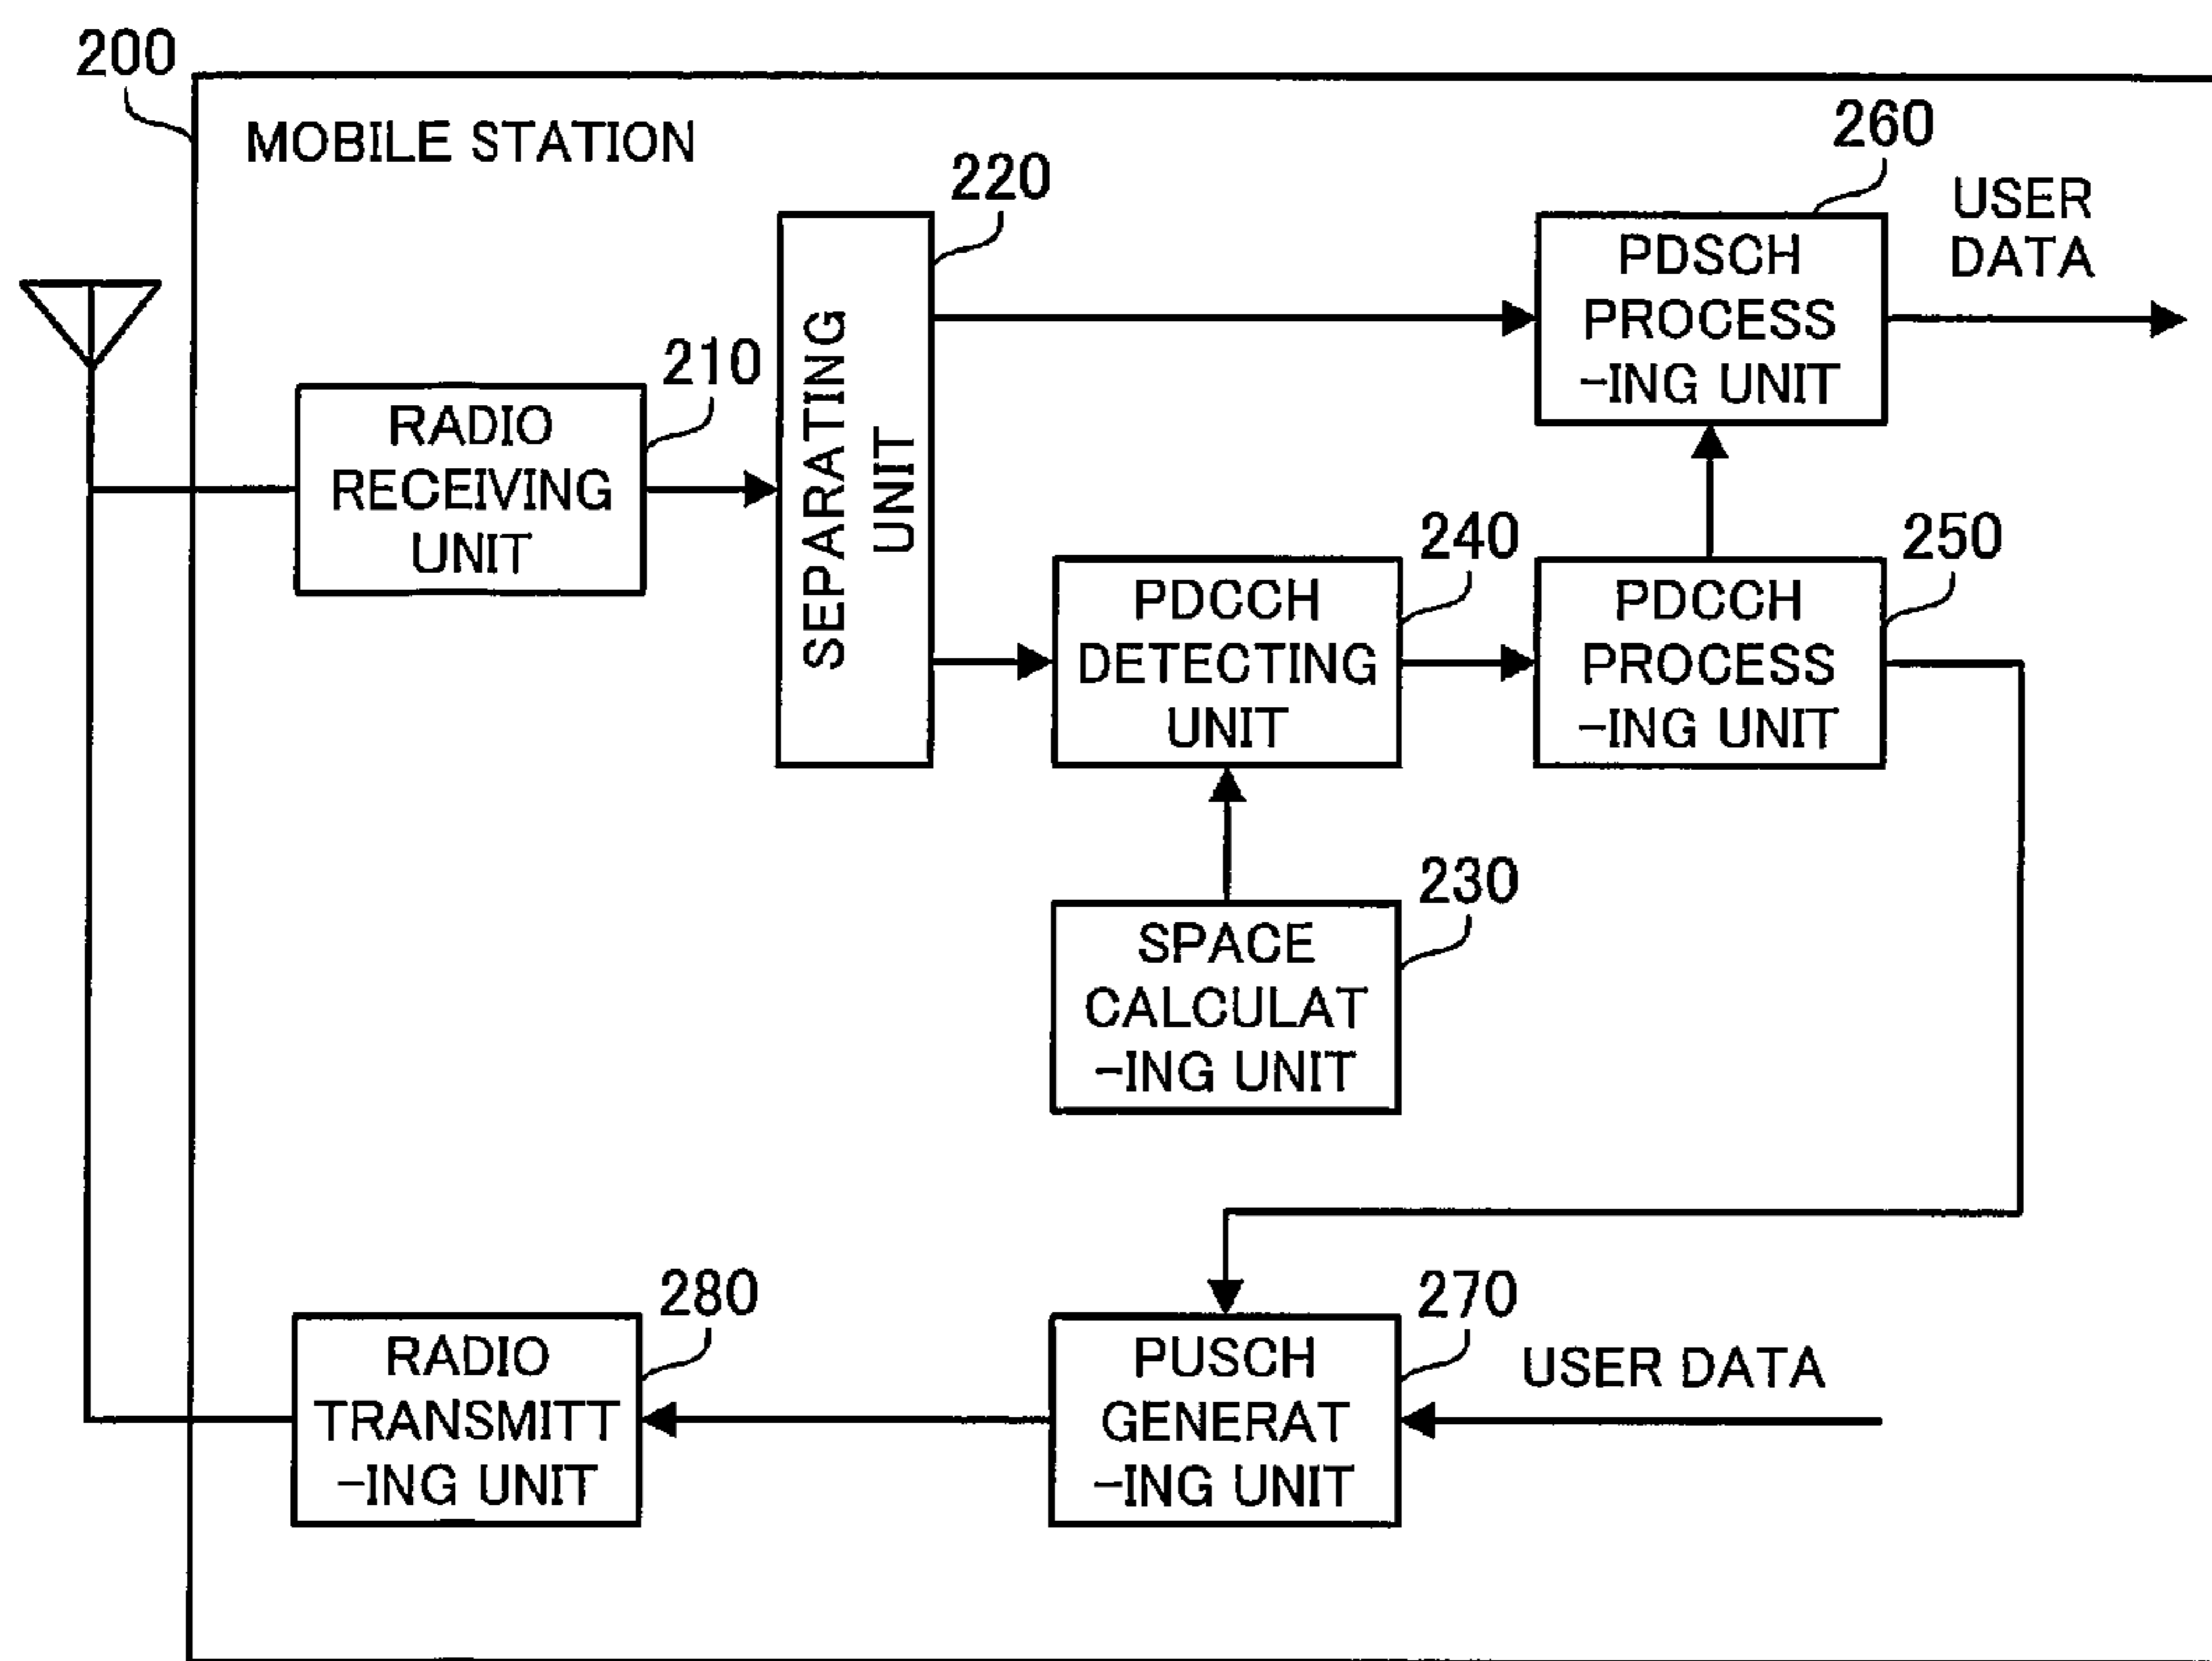 200
MOBILE STATION
260
USER
DATA
220
PDSCH
PROCESS
-ING UNIT
210
RADIO
RECEIVING
UNIT
SEPARATING
UNIT
240
PDCCH
DETECTING
UNIT
250
PDCCH
PROCESS
-ING UNIT
230
SPACE
CALCULAT
-ING UNIT
280
RADIO
TRANSMITT
-ING UNIT
270
PUSCH
GENERAT
-ING UNIT
USER DATA